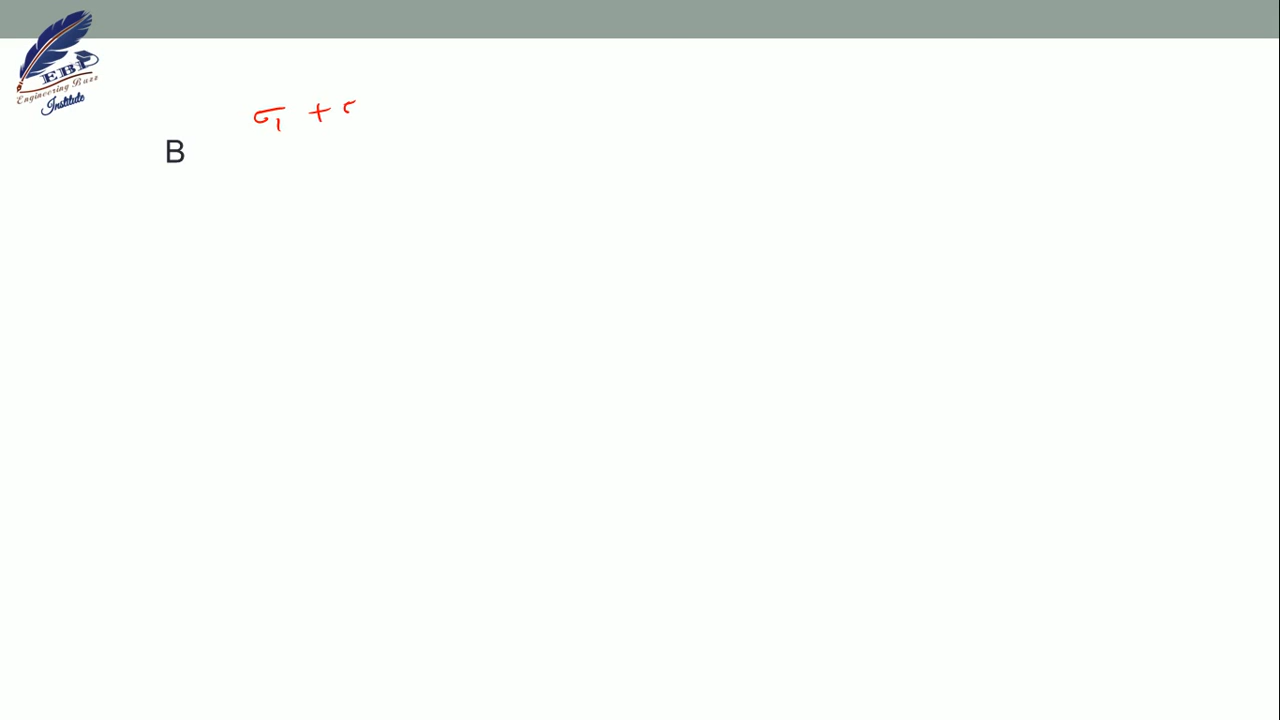 EBP
Engineering Buzz
Institute
σ₁ + σ
B